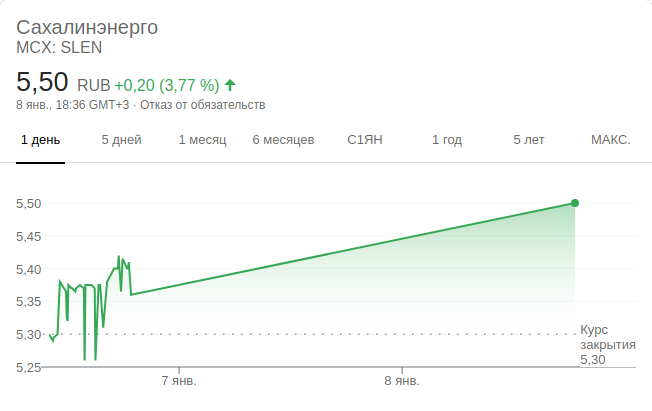 Сахалинэнерго
MCX: SLEN
5,50 RUB +0,20 (3,77 %)
8 янв., 18:36 GMT+3 · Отказ от обязательств
1 день 5 дней 1 месяц 6 месяцев С1ЯН 1 год 5 лет МАКС.
5,50
5,45
5,40
5,35
5,30
5,25
Курс
закрытия
5,30
7 янв. 8 янв.